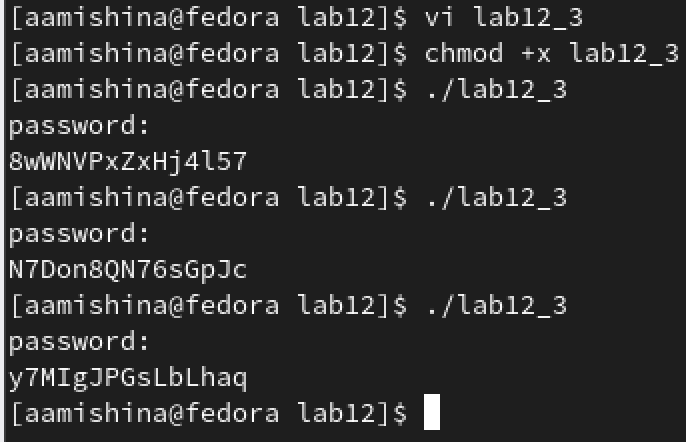 [aamishina@fedora lab12]$ vi lab12_3
[aamishina@fedora lab12]$ chmod +x lab12_3
[aamishina@fedora lab12]$ ./lab12_3
password:
8wWNVPxZxHj4l57
[aamishina@fedora lab12]$ ./lab12_3
password:
N7Don8QN76sGpJc
[aamishina@fedora lab12]$ ./lab12_3
password:
y7MIgJPGsLbLhaq
[aamishina@fedora lab12]$